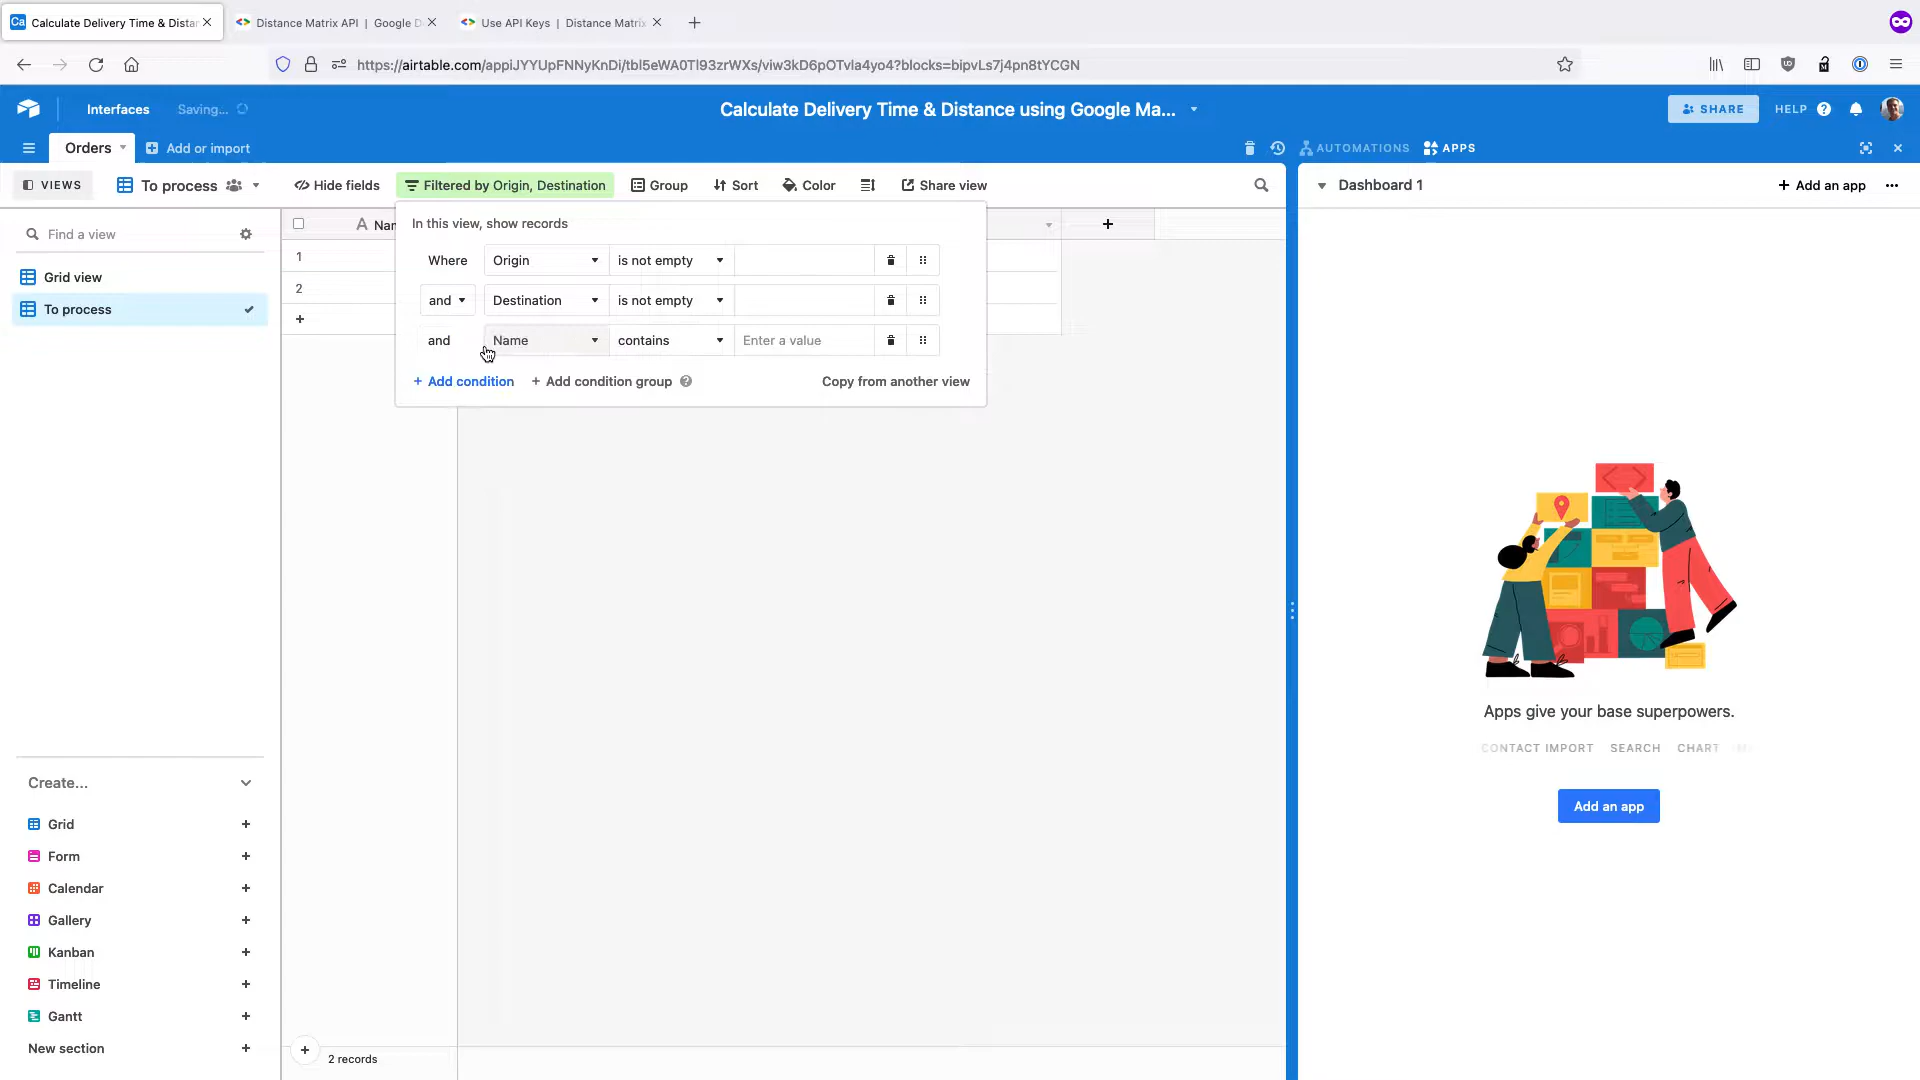 Calculate Delivery Time & Distan
Distance Matrix API | Google D
Use API Keys | Distance Matrix
https://airtable.com/appiJYYUpFNNyKnDi/tbl5eWA0Tl93zrWXs/viw3kD6pOTvla4yo4?blocks=bipvLs7j4pn8tYCGN
Interfaces
Saving...
Calculate Delivery Time & Distance using Google Ma...
SHARE
HELP
Orders
Add or import
AUTOMATIONS
APPS
VIEWS
To process
Hide fields
Filtered by Origin, Destination
Group
Sort
Color
Share view
Dashboard 1
+ Add an app
Find a view
Grid view
To process
A Nam
1
2
+
In this view, show records
Where Origin is not empty
and Destination is not empty
and Name contains Enter a value
+ Add condition
+ Add condition group
Copy from another view
Apps give your base superpowers.
CONTACT IMPORT SEARCH CHART
Add an app
Create...
Grid +
Form +
Calendar +
Gallery +
Kanban +
Timeline +
Gantt +
New section +
+ 2 records